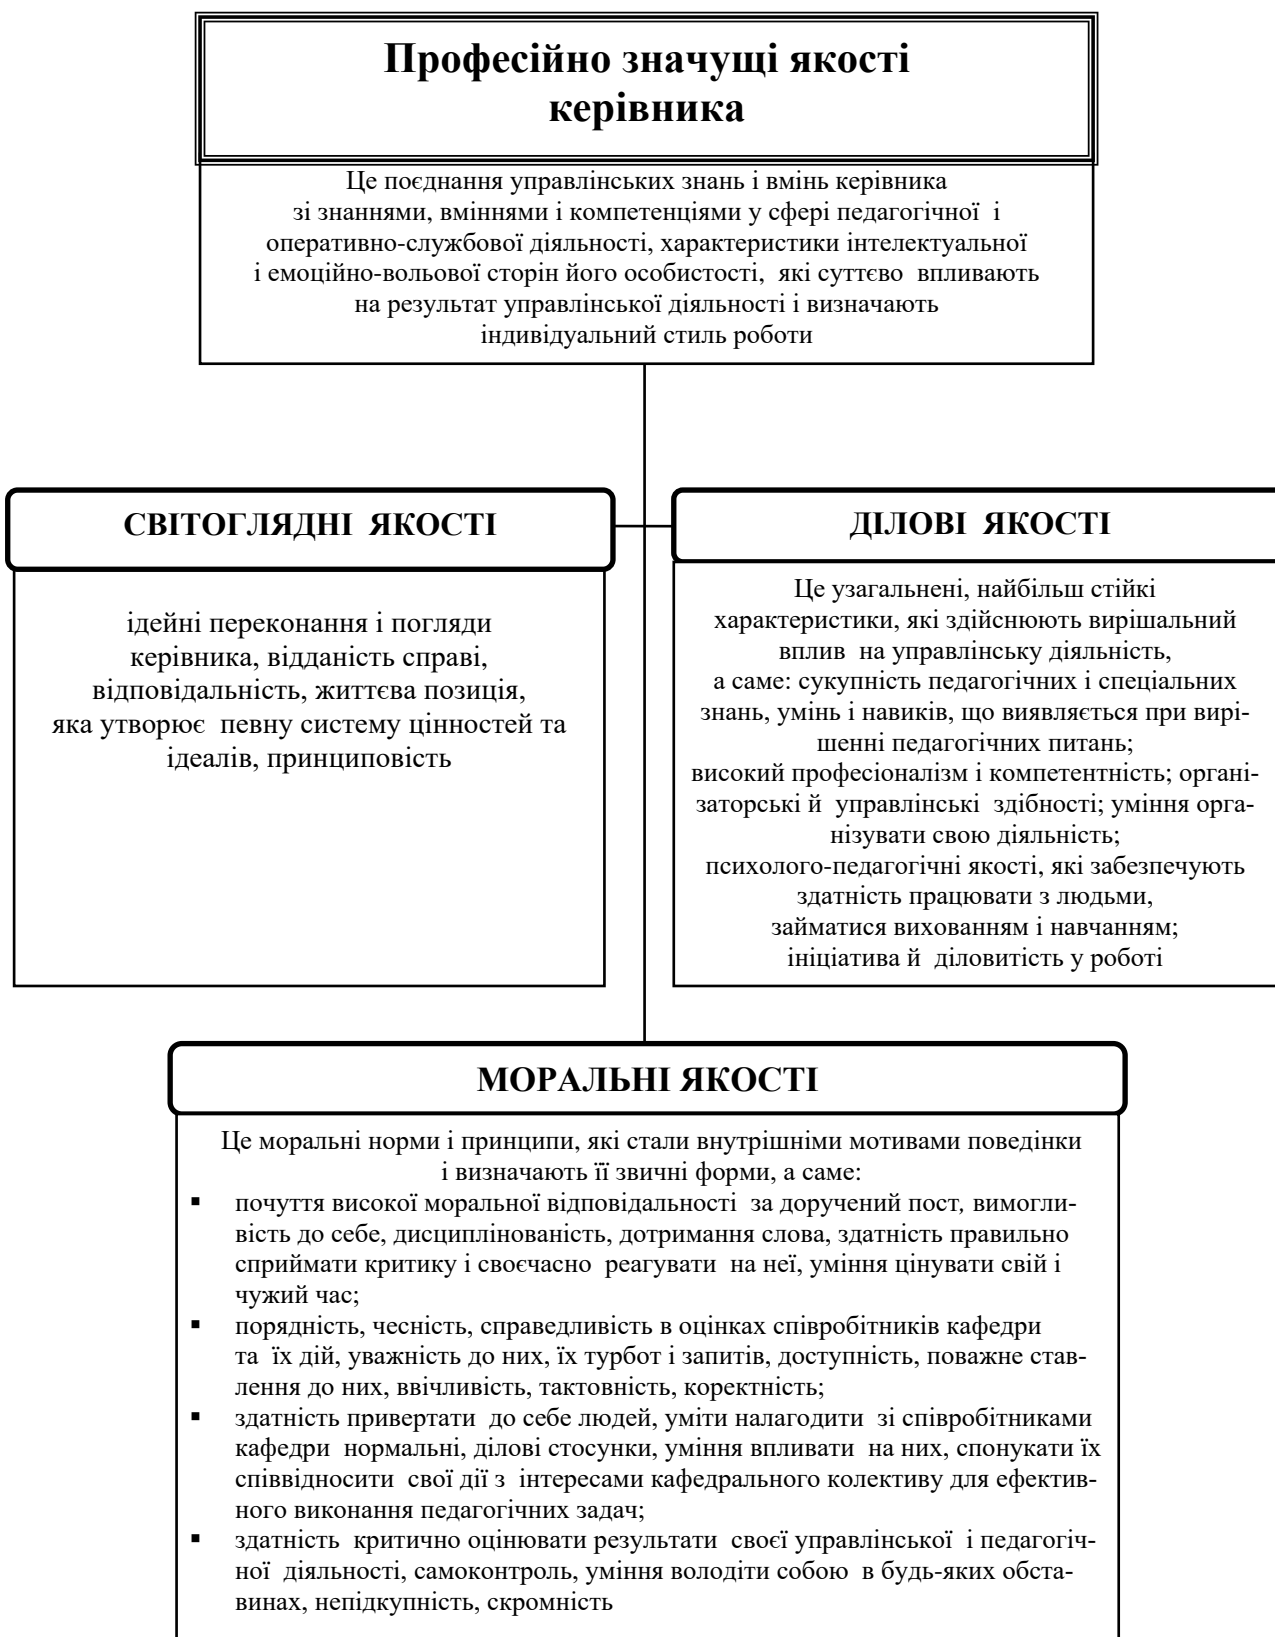 Професійно значущі якості
керівника
Це поєднання управлінських знань і вмінь керівника
зі знаннями, вміннями і компетенціями у сфері педагогічної і
оперативно-службової діяльності, характеристики інтелектуальної
і емоційно-вольової сторін його особистості, які суттєво впливають
на результат управлінської діяльності і визначають
індивідуальний стиль роботи
СВІТОГЛЯДНІ ЯКОСТІ
ідейні переконання і погляди
керівника, відданість справі,
відповідальність, життєва позиція,
яка утворює певну систему цінностей та
ідеалів, принциповість
ДІЛОВІ ЯКОСТІ
Це узагальнені, найбільш стійкі
характеристики, які здійснюють вирішальний
вплив на управлінську діяльність,
а саме: сукупність педагогічних і спеціальних
знань, умінь і навиків, що виявляється при вирі-
шенні педагогічних питань;
високий професіоналізм і компетентність; органі-
заторські й управлінські здібності; уміння орга-
нізувати свою діяльність;
психолого-педагогічні якості, які забезпечують
здатність працювати з людьми,
займатися вихованням і навчанням;
ініціатива й діловитість у роботі
МОРАЛЬНІ ЯКОСТІ
Це моральні норми і принципи, які стали внутрішніми мотивами поведінки
і визначають її звичні форми, а саме:
▪ почуття високої моральної відповідальності за доручений пост, вимогли-
вість до себе, дисциплінованість, дотримання слова, здатність правильно
сприймати критику і своєчасно реагувати на неї, уміння цінувати свій і
чужий час;
▪ порядність, чесність, справедливість в оцінках співробітників кафедри
та їх дій, уважність до них, їх турбот і запитів, доступність, поважне став-
лення до них, ввічливість, тактовність, коректність;
▪ здатність привертати до себе людей, уміти налагодити зі співробітниками
кафедри нормальні, ділові стосунки, уміння впливати на них, спонукати їх
співвідносити свої дії з інтересами кафедрального колективу для ефектив-
ного виконання педагогічних задач;
▪ здатність критично оцінювати результати своєї управлінської і педагогіч-
ної діяльності, самоконтроль, уміння володіти собою в будь-яких обста-
винах, непідкупність, скромність